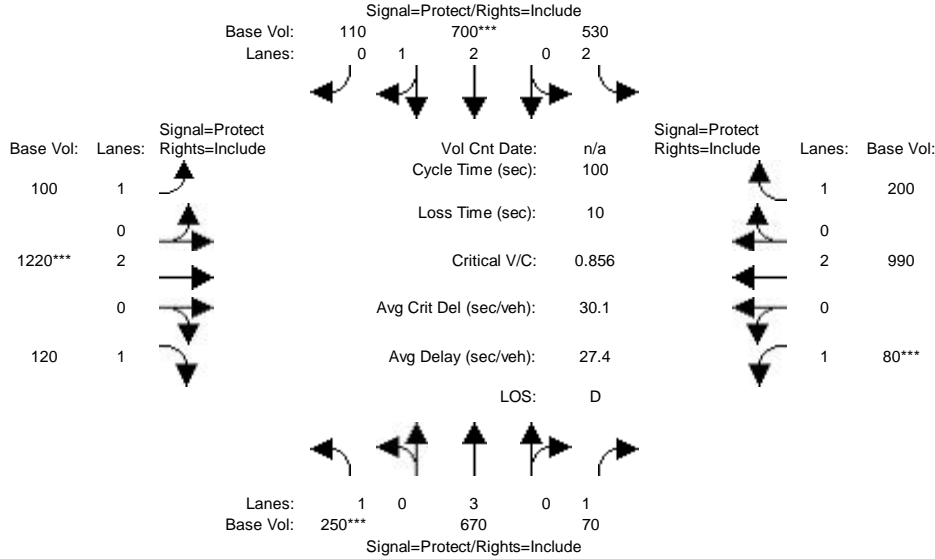 Signal=Protect/Rights=Include
Base Vol: 110 700*** 530
Lanes: 0 1 2 0 2
Signal=Protect Signal=Protect
Base Vol: Lanes: Rights=Include Vol Cnt Date: n/a Rights=Include Lanes: Base Vol:
Cycle Time (sec): 100
100 1 1 200
Loss Time (sec): 10
0 0
1220*** 2 Critical V/C: 0.856 2 990
0 Avg Crit Del (sec/veh): 30.1 0
120 1 Avg Delay (sec/veh): 27.4 1 80***
LOS: D
Lanes: 1 0 3 0 1
Base Vol: 250*** 670 70
Signal=Protect/Rights=Include